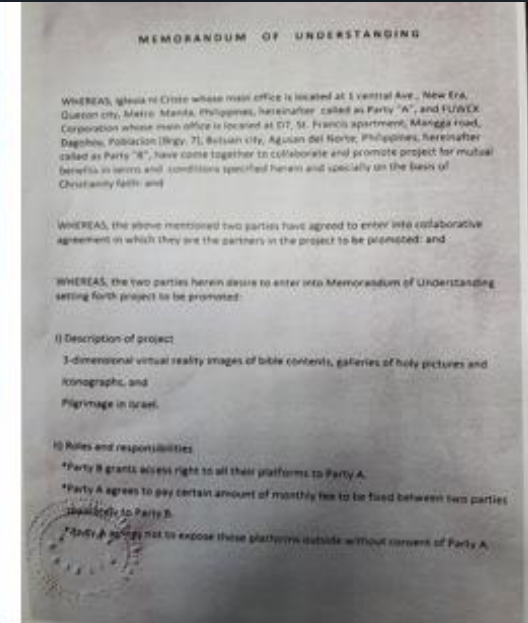 MEMORANDUM OF UNDERSTANDING
WHEREAS, Iglesia ni Cristo whose main office is located at 1 central Ave., New Era,
Quezon city, Metro Manila, Philippines, hereinafter called as Party "A", and FUWEX
Corporation whose main office is located at D7, St. Francis apartment, Mangga road,
Dagohoy, Poblacion (Brgy. 7), Butuan city, Agusan del Norte, Philippines, hereinafter
called as Party "B", have come together to collaborate and promote project for mutual
benefits in terms and conditions specified herein and specially on the basis of
Christianity faith: and
WHEREAS, the above mentioned two parties have agreed to enter into collaborative
agreement in which they are the partners in the project to be promoted: and
WHEREAS, the two parties herein desire to enter into Memorandum of Understanding
setting forth project to be promoted:
I) Description of project
3-dimensional virtual reality images of bible contents, galleries of holy pictures and
Iconographs, and
Pilgrimage in Israel.
II) Roles and responsibilities
*Party B grants access right to all their platforms to Party A.
*Party A agrees to pay certain amount of monthly fee to be fixed between two parties
separately to Party B.
not to expose those platforms outside without consent of Party A.